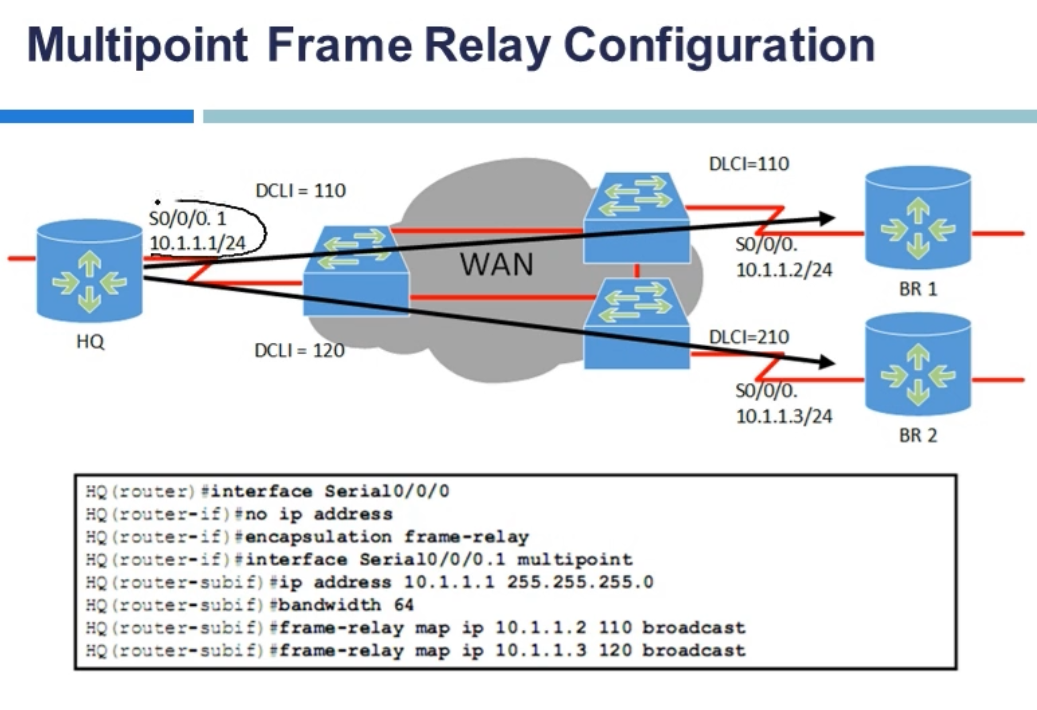 Multipoint Frame Relay Configuration
DLCI=110
DCLI = 110
S0/0/0. 1
10.1.1.1/24
WAN
S0/0/0.
10.1.1.2/24
BR 1
HQ
DCLI = 120
DLCI=210
S0/0/0.
10.1.1.3/24
BR 2
HQ(router)#interface Serial0/0/0
HQ(router-if)#no ip address
HQ(router-if)#encapsulation frame-relay
HQ(router-if)#interface Serial0/0/0.1 multipoint
HQ(router-subif)#ip address 10.1.1.1 255.255.255.0
HQ(router-subif)#bandwidth 64
HQ(router-subif)#frame-relay map ip 10.1.1.2 110 broadcast
HQ(router-subif)#frame-relay map ip 10.1.1.3 120 broadcast